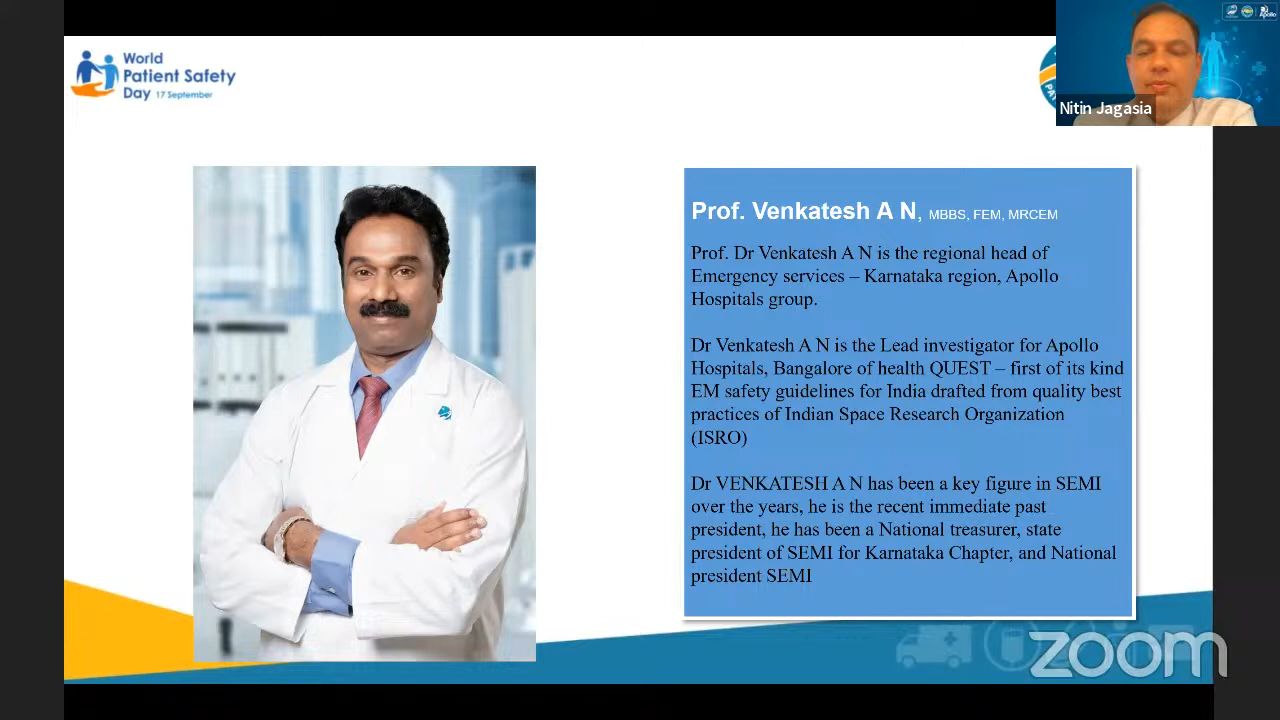 World
Patient Safety
Day 17 September
Nitin Jagasia
Prof. Venkatesh A N, MBBS, FEM, MRCEM
Prof. Dr Venkatesh A N is the regional head of
Emergency services – Karnataka region, Apollo
Hospitals group.
Dr Venkatesh A N is the Lead investigator for Apollo
Hospitals, Bangalore of health QUEST – first of its kind
EM safety guidelines for India drafted from quality best
practices of Indian Space Research Organization
(ISRO)
Dr VENKATESH A N has been a key figure in SEMI
over the years, he is the recent immediate past
president, he has been a National treasurer, state
president of SEMI for Karnataka Chapter, and National
president SEMI
zoom